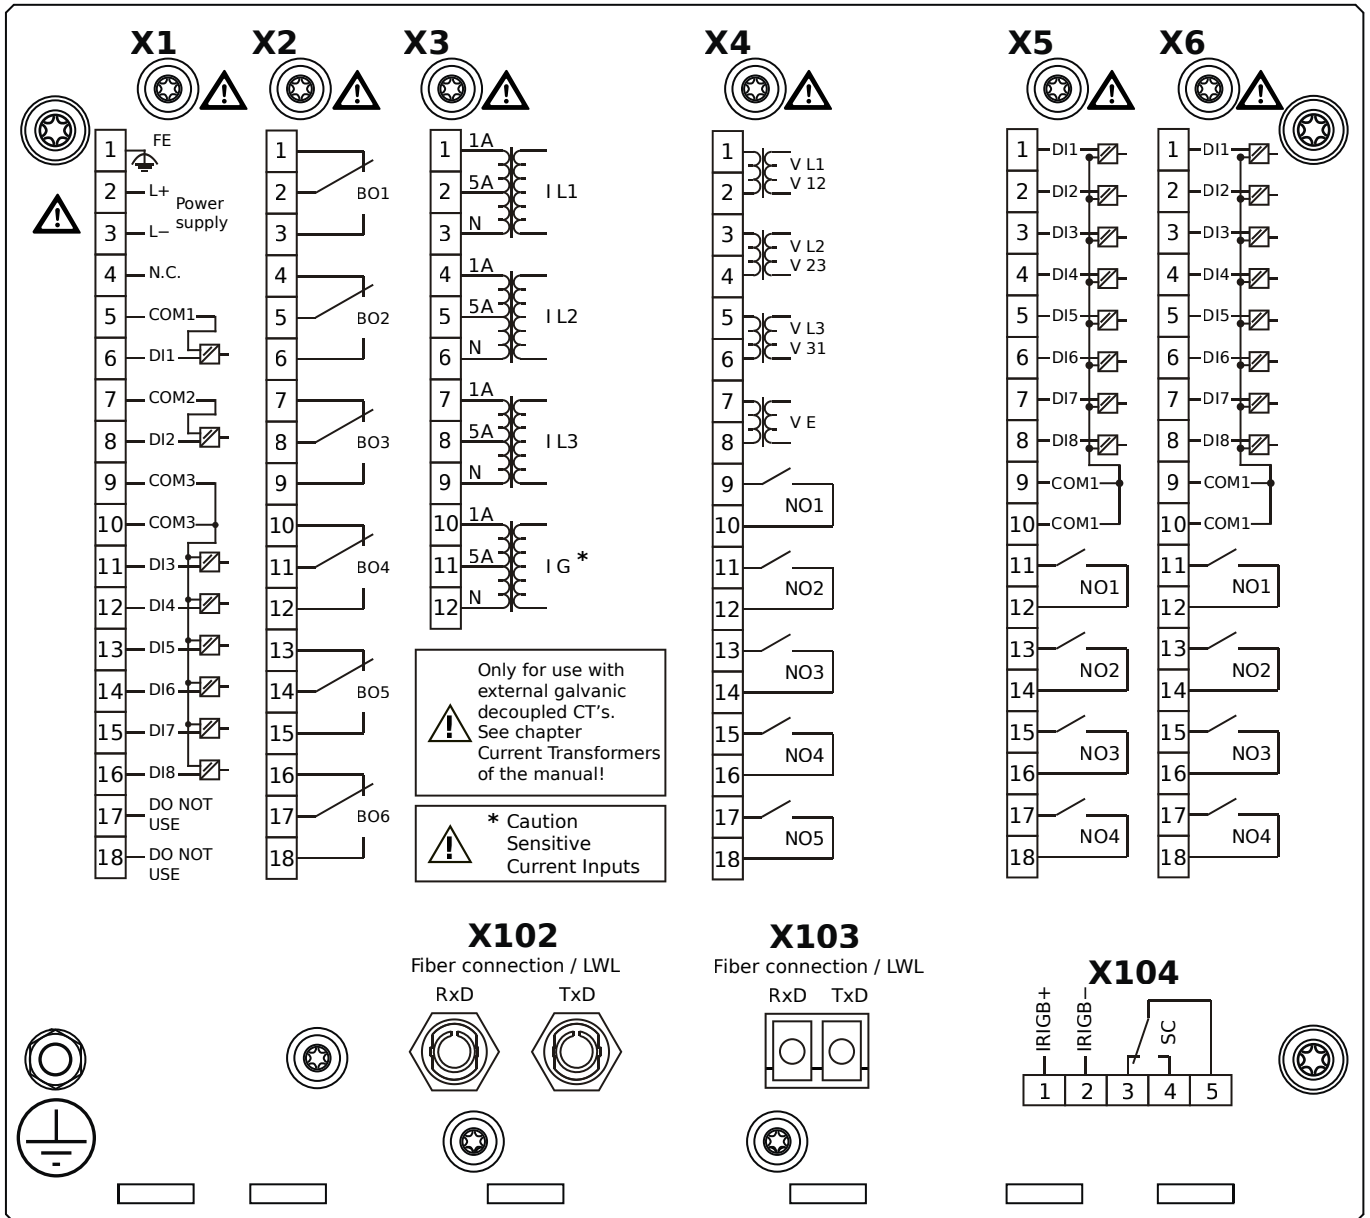 X1
X2
X3
X4
X5
X6
1 FE
2 L+
Power
supply
3 L−
4 N.C.
5 COM1
6 DI1
7 COM2
8 DI2
9 COM3
10 COM3
11 DI3
12 DI4
13 DI5
14 DI6
15 DI7
16 DI8
17 DO NOT
USE
18 DO NOT
USE
1
2 BO1
3
4
5 BO2
6
7
8 BO3
9
10
11 BO4
12
13
14 BO5
15
16
17 BO6
18
1 1A
2 5A I L1
3 N
4 1A
5 5A I L2
6 N
7 1A
8 5A I L3
9 N
10 1A
11 5A I G *
12 N
Only for use with
external galvanic
decoupled CT's.
See chapter
Current Transformers
of the manual!
* Caution
Sensitive
Current Inputs
1 V L1
2 V 12
3 V L2
4 V 23
5 V L3
6 V 31
7 V E
8
9 NO1
10
11 NO2
12
13 NO3
14
15 NO4
16
17 NO5
18
1 DI1
2 DI2
3 DI3
4 DI4
5 DI5
6 DI6
7 DI7
8 DI8
9 COM1
10 COM1
11 NO1
12
13 NO2
14
15 NO3
16
17 NO4
18
1 DI1
2 DI2
3 DI3
4 DI4
5 DI5
6 DI6
7 DI7
8 DI8
9 COM1
10 COM1
11 NO1
12
13 NO2
14
15 NO3
16
17 NO4
18
X102
Fiber connection / LWL
RxD TxD
X103
Fiber connection / LWL
RxD TxD
X104
IRIGB+
IRIGB−
SC
1 2 3 4 5